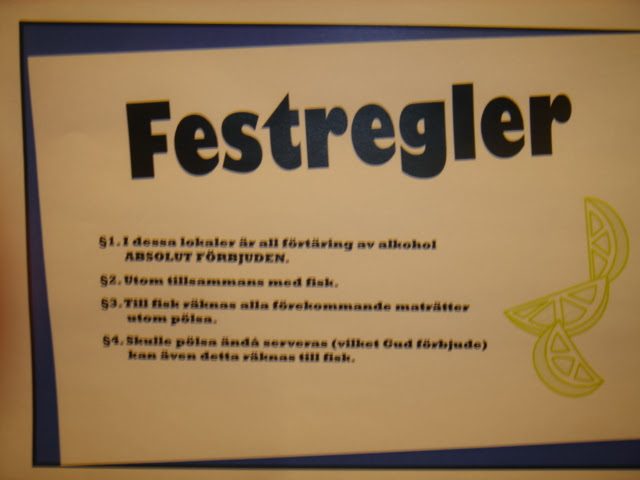 Festregler
§1. I dessa lokaler är all förtäring av alkohol
ABSOLUT FÖRBJUDEN.
§2. Utom tillsammans med fisk.
§3. Till fisk räknas alla förekommande maträtter
utom pölsa.
§4. Skulle pölsa ändå serveras (vilket Gud förbjude)
kan även detta räknas till fisk.